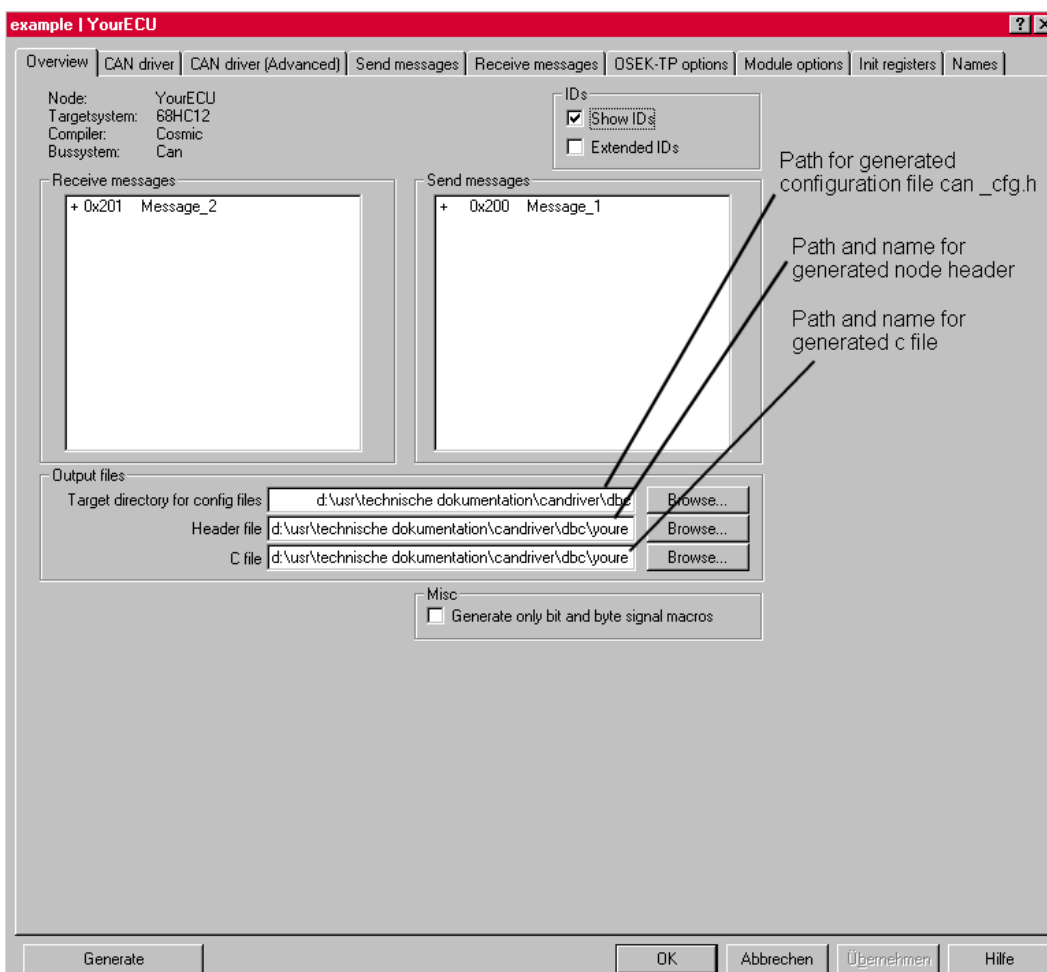 example | YourECU
Overview
CAN driver
CAN driver (Advanced)
Send messages
Receive messages
OSEK-TP options
Module options
Init registers
Names
Node: YourECU
Targetsystem: 68HC12
Compiler: Cosmic
Bussystem: Can
IDs
Show IDs
Extended IDs
Path for generated
configuration file can _cfg.h
Receive messages
+ 0x201 Message_2
Send messages
+ 0x200 Message_1
Path and name for
generated node header
Path and name for
generated c file
Output files
Target directory for config files d:\usr\technische dokumentation\candriver\dbc Browse...
Header file d:\usr\technische dokumentation\candriver\dbc\youre Browse...
C file d:\usr\technische dokumentation\candriver\dbc\youre Browse...
Misc
Generate only bit and byte signal macros
Generate
OK
Abbrechen
Übernehmen
Hilfe